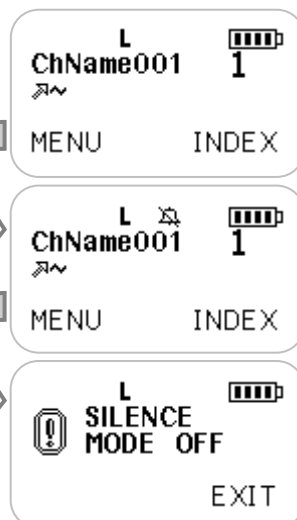 L
ChName001 1
MENU INDEX
L
ChName001 1
MENU INDEX
L
SILENCE
MODE OFF
EXIT